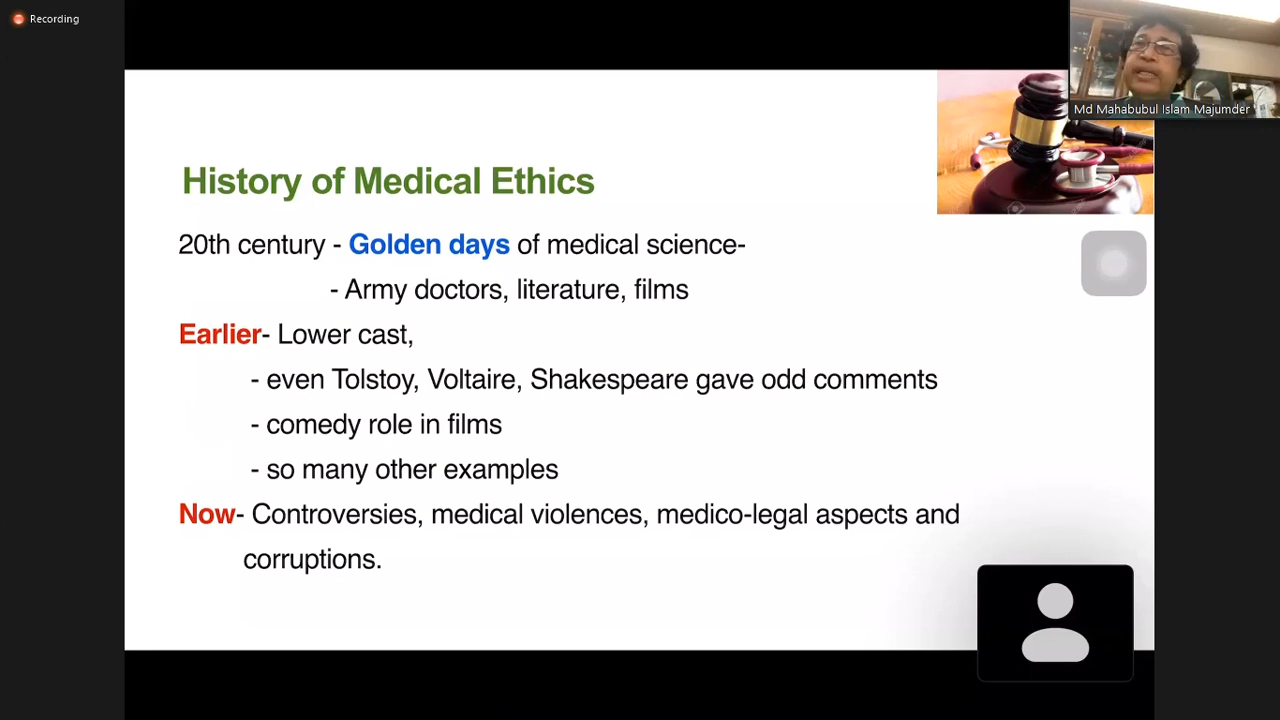 Recording
Md Mahabubul Islam Majumder
History of Medical Ethics
20th century - Golden days of medical science-
- Army doctors, literature, films
Earlier- Lower cast,
- even Tolstoy, Voltaire, Shakespeare gave odd comments
- comedy role in films
- so many other examples
Now- Controversies, medical violences, medico-legal aspects and
corruptions.